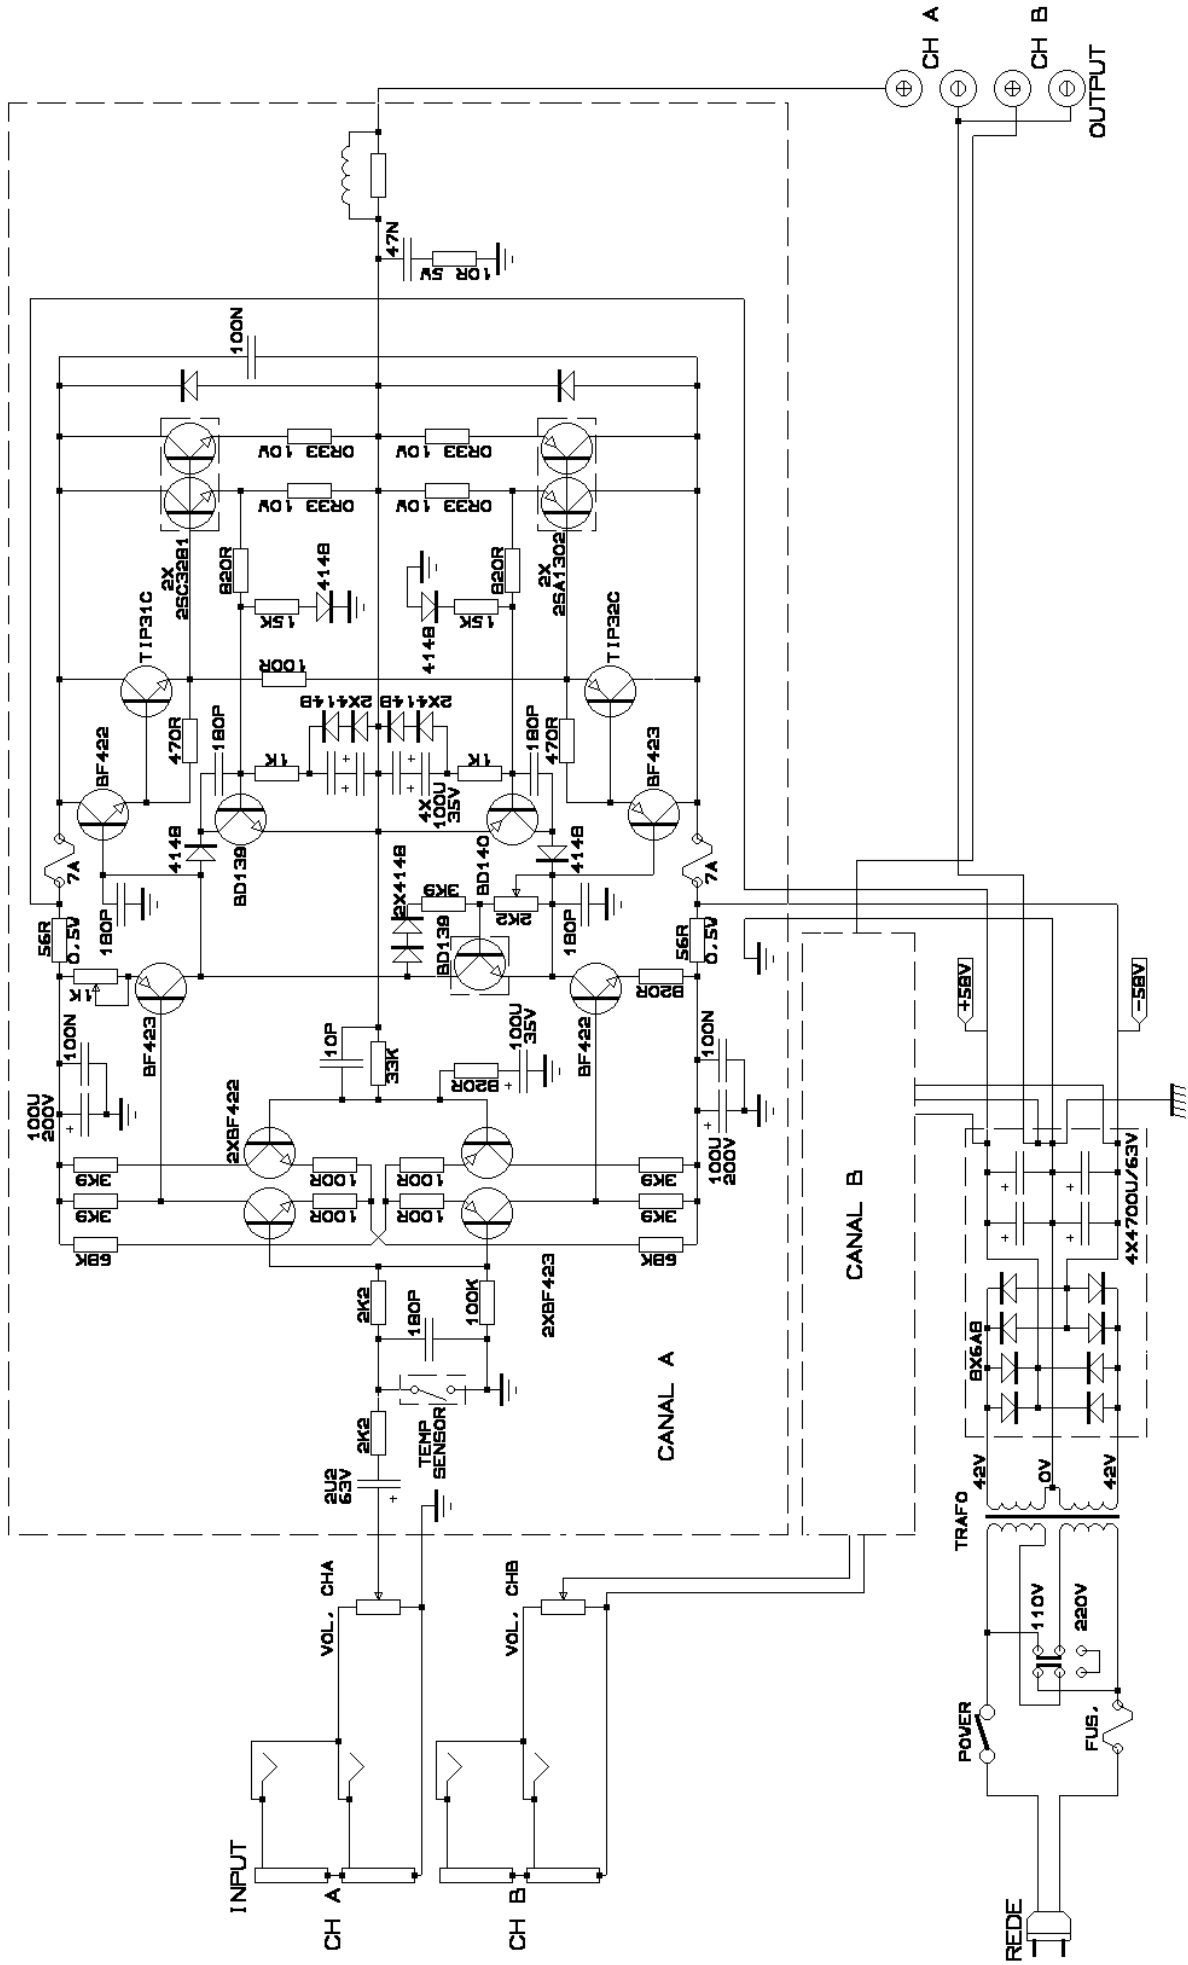 CH A
CH B
OUTPUT
47N
10R 5W
100N
0R33 10W
0R33 10W
0R33 10W
0R33 10W
2X
2SC3281
820R
15K
4148
4148
15K
820R
2X
2SA1302
TIP31C
100R
TIP32C
BF422
470R
180P
1K
2X4148
2X4148
4X
100U
35V
1K
180P
470R
BF423
7A
4148
BD139
BD140
4148
7A
56R
0,5W
180P
2X4148
3K9
2K2
BD139
180P
56R
0,5W
1K
BF423
BF422
820R
100N
100U
200V
10P
33K
820R
100U
35V
100N
100U
200V
2XBF422
3K9
3K9
68K
100R
100R
100R
100R
3K9
3K9
68K
2K2
180P
100K
2XBF423
2K2
TEMP
SENSOR
2U2
63V
CANAL A
CANAL B
+58V
-58V
4X4700U/63V
8X6A8
42V
0V
42V
TRAFO
110V
220V
POWER
FUS.
REDE
VOL. CHA
VOL. CHB
INPUT
CH A
CH B